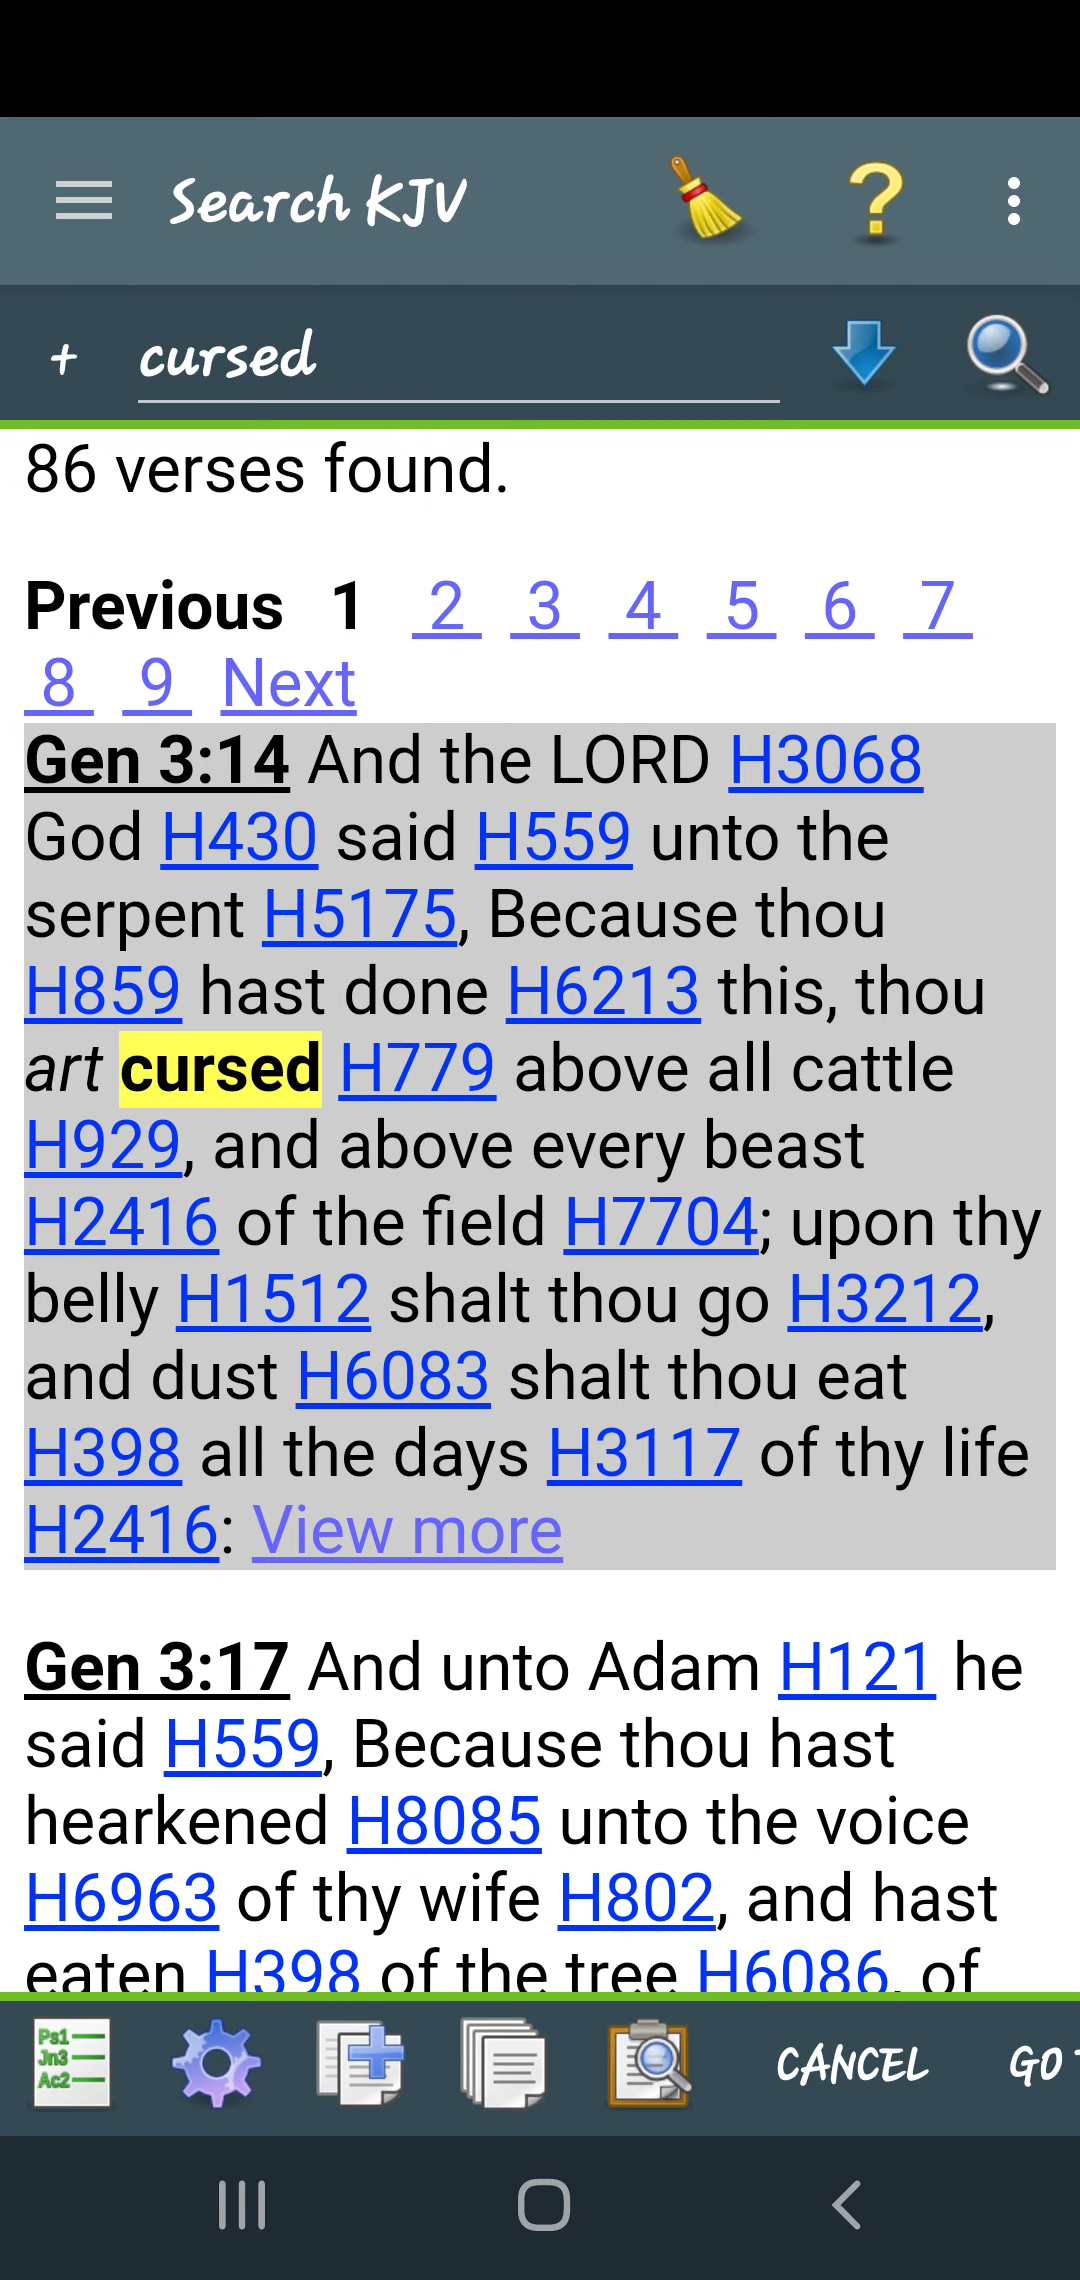 Search KJV
+ cursed
86 verses found.
Previous 1 2 3 4 5 6 7
8 9 Next
Gen 3:14 And the LORD H3068
God H430 said H559 unto the
serpent H5175, Because thou
H859 hast done H6213 this, thou
art cursed H779 above all cattle
H929, and above every beast
H2416 of the field H7704; upon thy
belly H1512 shalt thou go H3212,
and dust H6083 shalt thou eat
H398 all the days H3117 of thy life
H2416: View more
Gen 3:17 And unto Adam H121 he
said H559, Because thou hast
hearkened H8085 unto the voice
H6963 of thy wife H802, and hast
eaten H398 of the tree H6086, of
Ps1
Jn3
Ac2
CANCEL GO